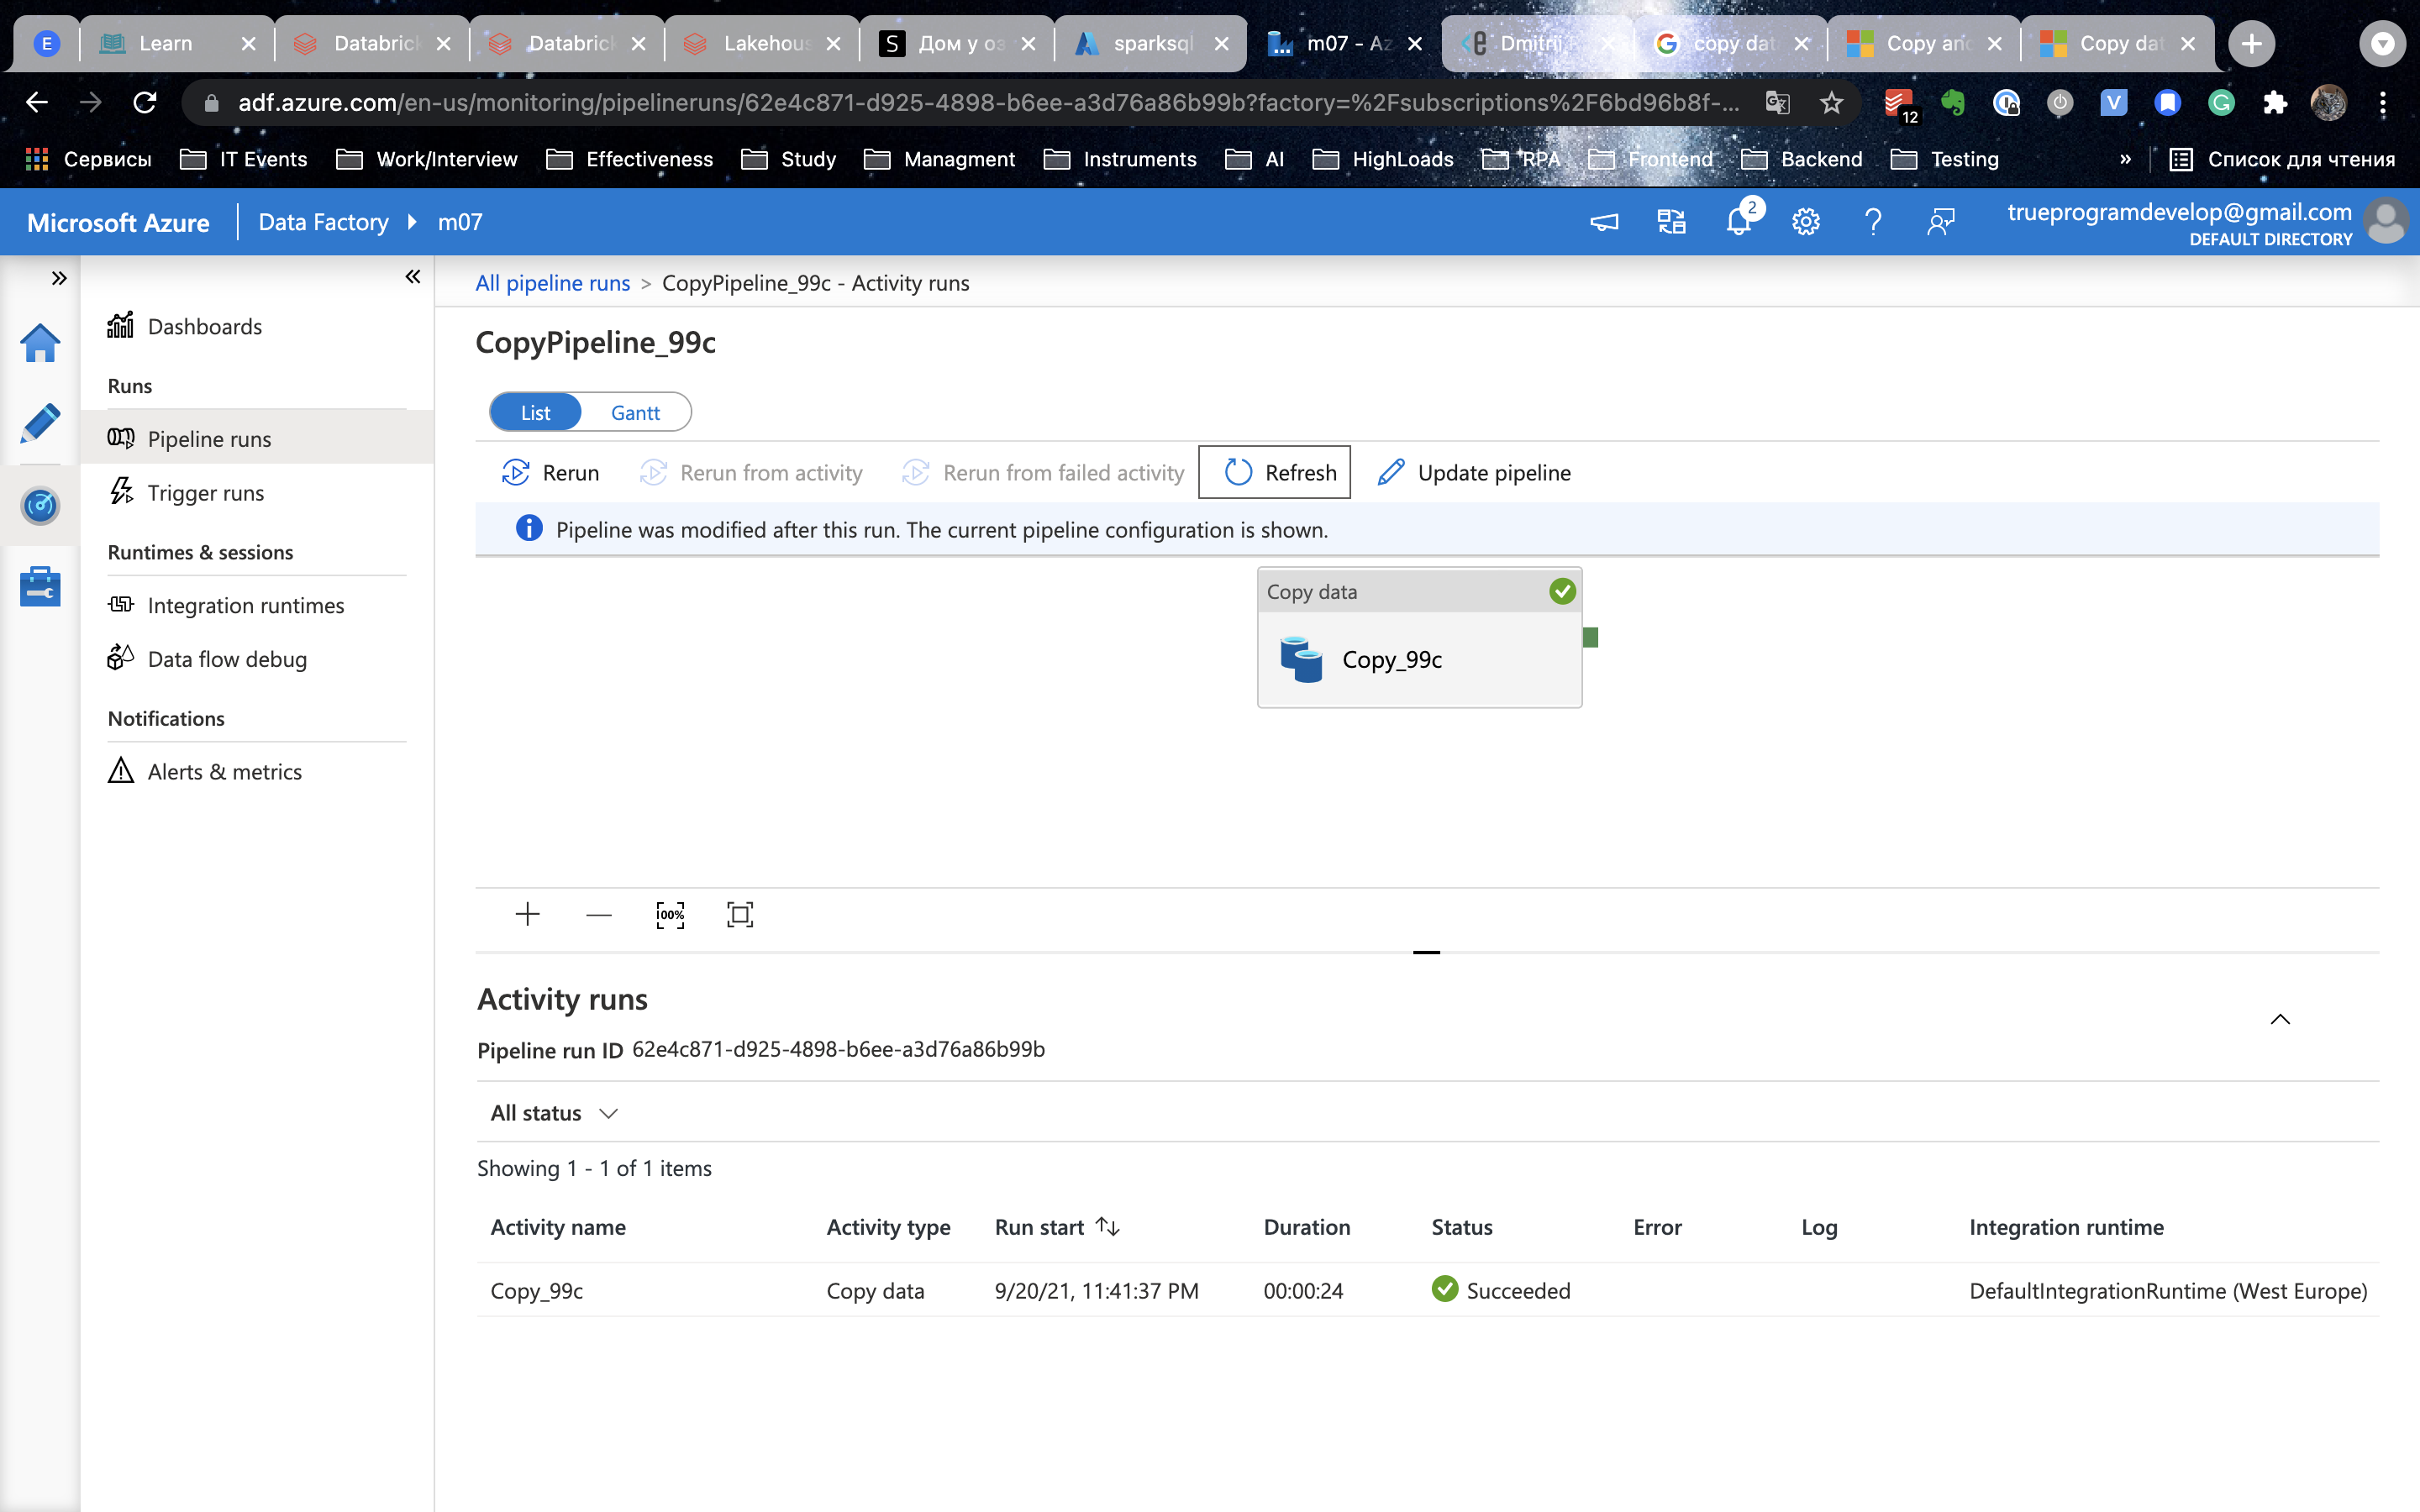 E Learn Databric Databric Lakehous S Дом у оз sparksql m07 - Az Dmitrij copy dat Copy and Copy dat
adf.azure.com/en-us/monitoring/pipelineruns/62e4c871-d925-4898-b6ee-a3d76a86b99b?factory=%2Fsubscriptions%2F6bd96b8f-... 12 V
Сервисы IT Events Work/Interview Effectiveness Study Managment Instruments AI HighLoads RPA Frontend Backend Testing » Список для чтения
Microsoft Azure Data Factory m07 2 trueprogramdevelop@gmail.com
DEFAULT DIRECTORY
All pipeline runs > CopyPipeline_99c - Activity runs
Dashboards
CopyPipeline_99c
Runs
List Gantt
Pipeline runs
Rerun Rerun from activity Rerun from failed activity Refresh Update pipeline
Trigger runs
Pipeline was modified after this run. The current pipeline configuration is shown.
Runtimes & sessions
Copy data
Integration runtimes
Copy_99c
Data flow debug
Notifications
Alerts & metrics
100%
Activity runs
Pipeline run ID 62e4c871-d925-4898-b6ee-a3d76a86b99b
All status
Showing 1 - 1 of 1 items
Activity name Activity type Run start Duration Status Error Log Integration runtime
Copy_99c Copy data 9/20/21, 11:41:37 PM 00:00:24 Succeeded DefaultIntegrationRuntime (West Europe)